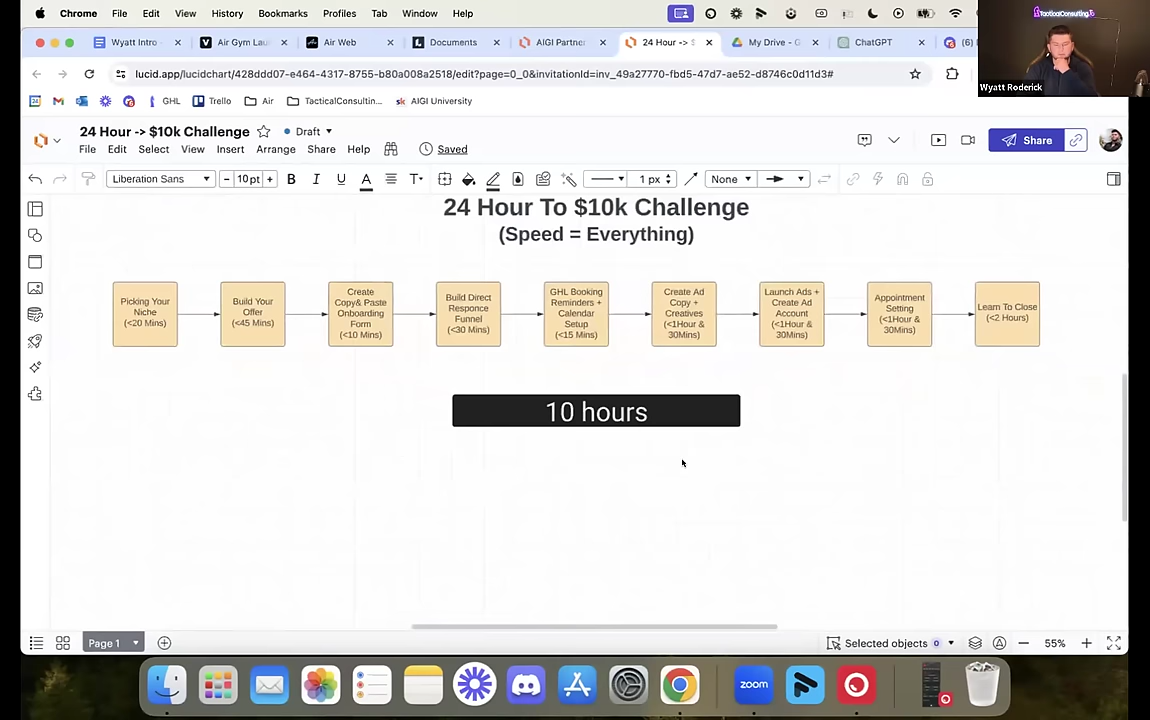 Chrome File Edit View History Bookmarks Profiles Tab Window Help
TacticalConsulting.To
Wyatt Roderick
Wyatt Intro -
Air Gym Lau
Air Web
Documents
AIGI Partner
24 Hour -> $
My Drive - G
ChatGPT
(6)
lucid.app/lucidchart/428ddd07-e464-4317-8755-b80a008a2518/edit?page=0_0&invitationId=inv_49a27770-fbd5-47d7-ae52-d8746c0d11d3#
GHL
Trello
Air
TacticalConsultin...
sk AIGI University
24 Hour -> $10k Challenge
Draft
File Edit Select View Insert Arrange Share Help
Saved
Share
Liberation Sans
- 10 pt +
B I U A T
1 px
None
24 Hour To $10k Challenge
(Speed = Everything)
Picking Your
Niche
(<20 Mins)
Build Your
Offer
(<45 Mins)
Create
Copy& Paste
Onboarding
Form
(<10 Mins)
Build Direct
Responce
Funnel
(<30 Mins)
GHL Booking
Reminders +
Calendar
Setup
(<15 Mins)
Create Ad
Copy +
Creatives
(<1Hour &
30Mins)
Launch Ads +
Create Ad
Account
(<1Hour &
30Mins)
Appointment
Setting
(<1Hour &
30Mins)
Learn To Close
(<2 Hours)
10 hours
Page 1
Selected objects 0
55%
zoom